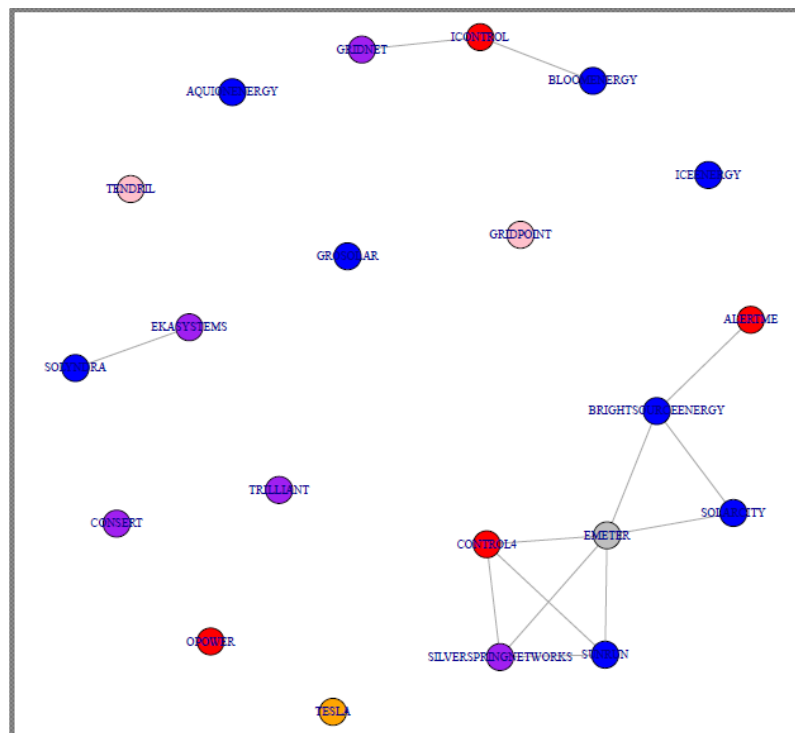 GRIDNET
ICONTROL
BLOOMENERGY
AQUIONENERGY
ICEENERGY
TENDRIL
GRIDPOINT
GROSOLAR
ALERTME
EKASYSTEMS
SOLYNDRA
BRIGHTSOURCEENERGY
TRILLIANT
SOLARCITY
CONSERT
EMETER
CONTROL4
OPOWER
SILVERSPRINGNETWORKS
SUNRUN
TESLA